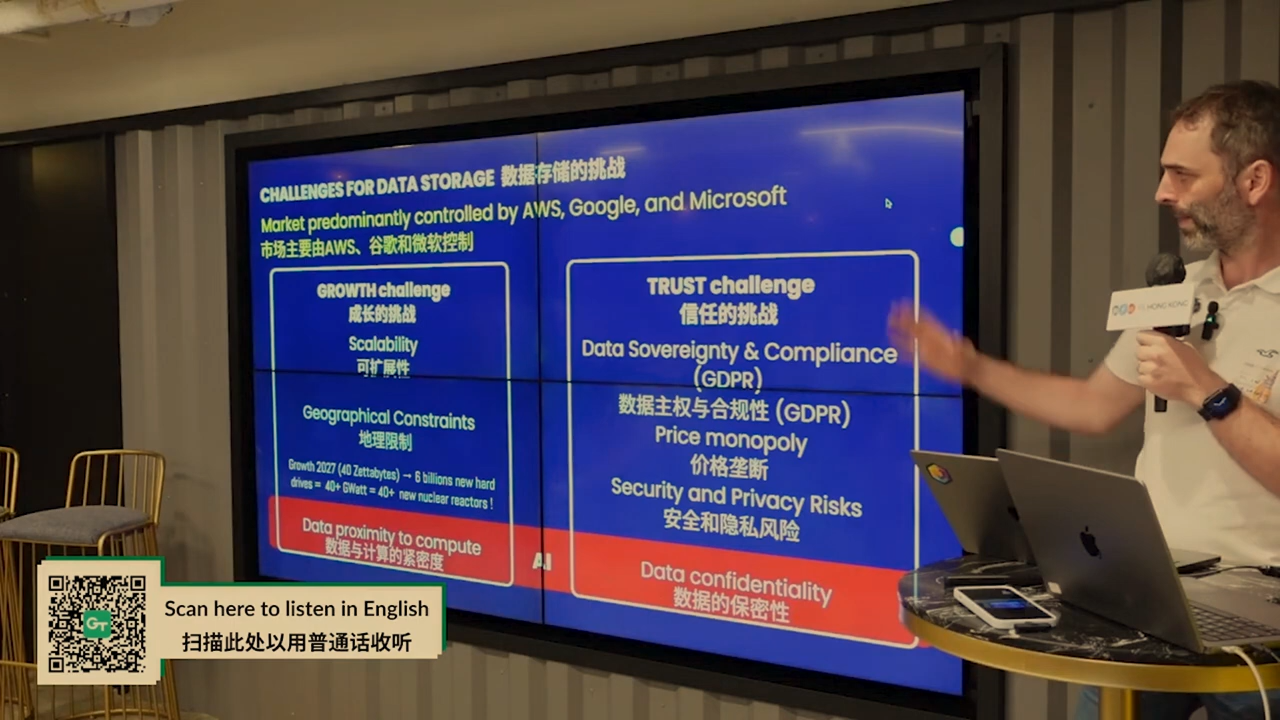 CHALLENGES FOR DATA STORAGE 数据存储的挑战
Market predominantly controlled by AWS, Google, and Microsoft
市场主要由AWS、谷歌和微软控制
GROWTH challenge
成长的挑战
Scalability
可扩展性
Geographical Constraints
地理限制
Growth 2027 (40 Zettabytes) → 6 billions new hard
drives = 40+ GWatt = 40+ new nuclear reactors !
Data proximity to compute
数据与计算的紧密度
AI
TRUST challenge
信任的挑战
Data Sovereignty & Compliance
(GDPR)
数据主权与合规性 (GDPR)
Price monopoly
价格垄断
Security and Privacy Risks
安全和隐私风险
Data confidentiality
数据的保密性
HONG KONG
GT
Scan here to listen in English
扫描此处以用普通话收听